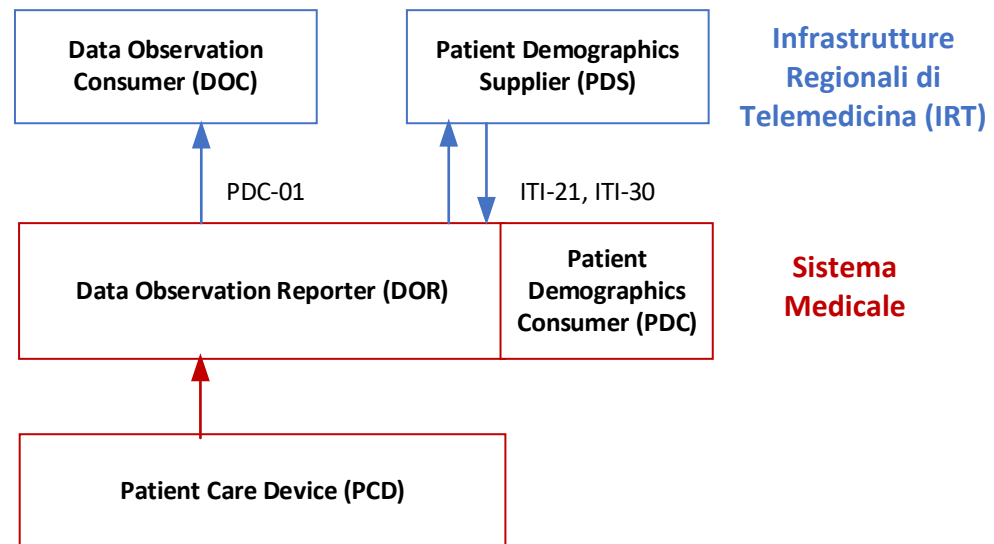 Data Observation
Consumer (DOC)
Patient Demographics
Supplier (PDS)
Infrastrutture
Regionali di
Telemedicina (IRT)
PDC-01
ITI-21, ITI-30
Data Observation Reporter (DOR)
Patient
Demographics
Consumer (PDC)
Sistema
Medicale
Patient Care Device (PCD)